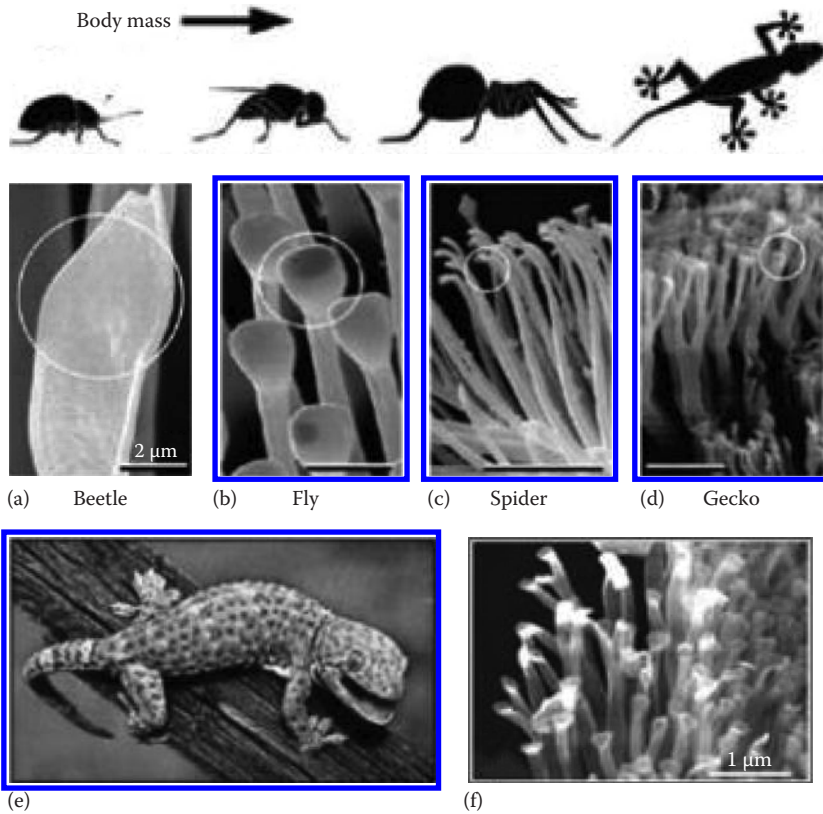 Body mass
2 μm
(a) Beetle
(b) Fly
(c) Spider
(d) Gecko
1 μm
(e)
(f)